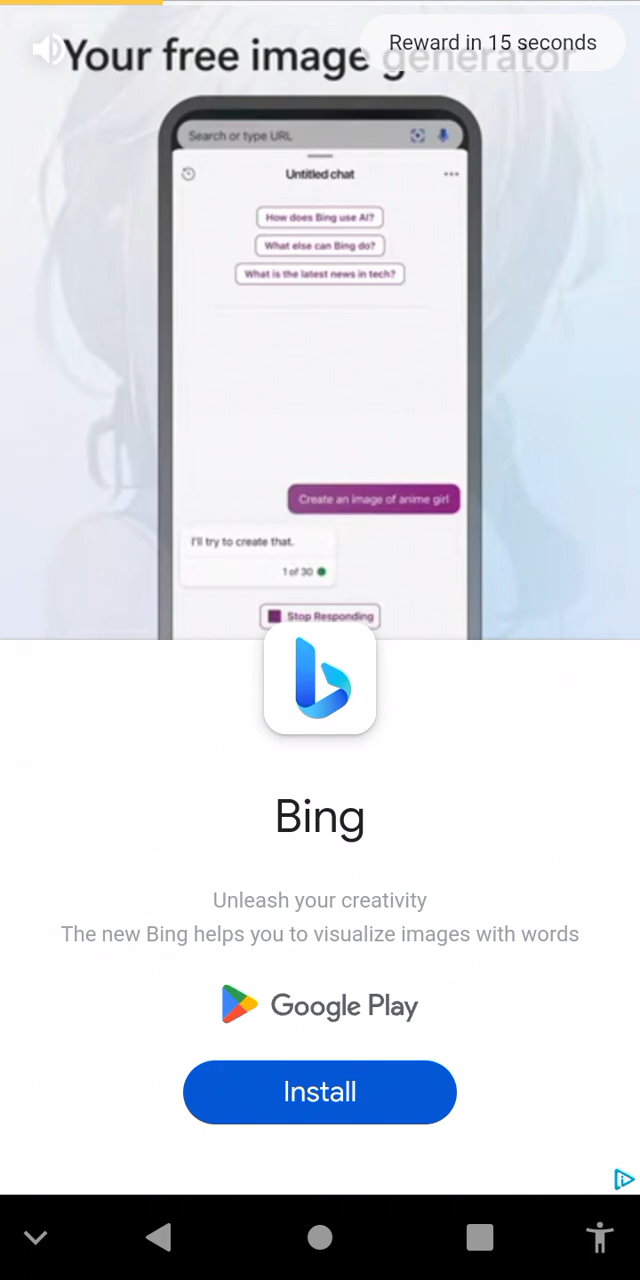 Reward in 15 seconds
Your free image generator
Search or type URL
Untitled chat
How does Bing use AI?
What else can Bing do?
What is the latest news in tech?
Create an image of anime girl
I'll try to create that.
1 of 30
Stop Responding
Bing
Unleash your creativity
The new Bing helps you to visualize images with words
Google Play
Install